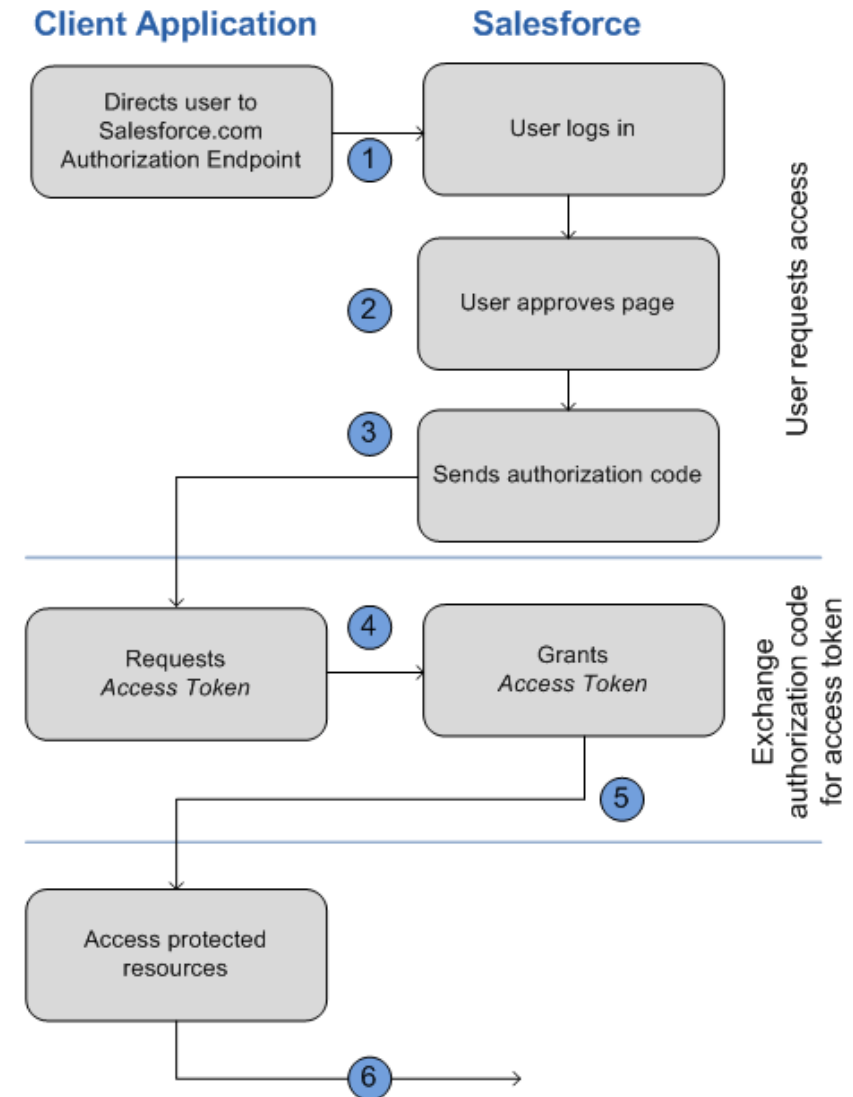 Client Application
Salesforce
Directs user to
Salesforce.com
Authorization Endpoint
1
User logs in
2
User approves page
3
Sends authorization code
User requests access
Requests
Access Token
4
Grants
Access Token
5
Exchange
authorization code
for access token
Access protected
resources
6